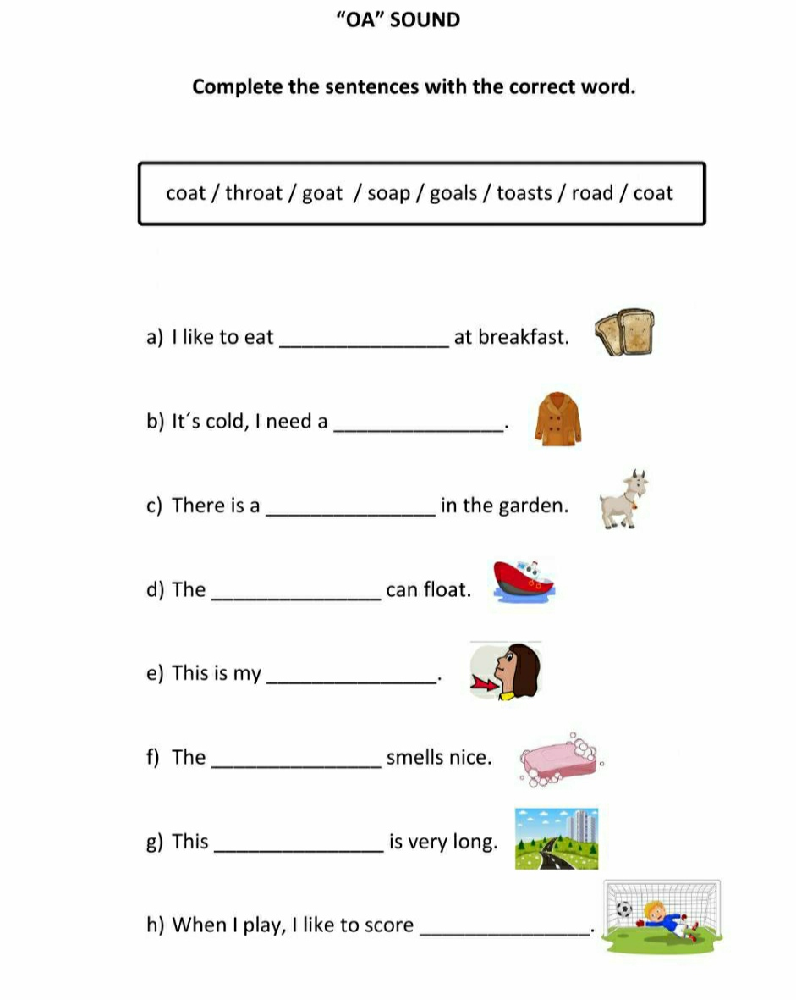 “OA” SOUND
Complete the sentences with the correct word.
coat / throat / goat / soap / goals / toasts / road / coat
a) I like to eat _______________ at breakfast.
b) It´s cold, I need a _______________.
c) There is a _______________ in the garden.
d) The _______________ can float.
e) This is my _______________.
f) The _______________ smells nice.
g) This _______________ is very long.
h) When I play, I like to score _______________.